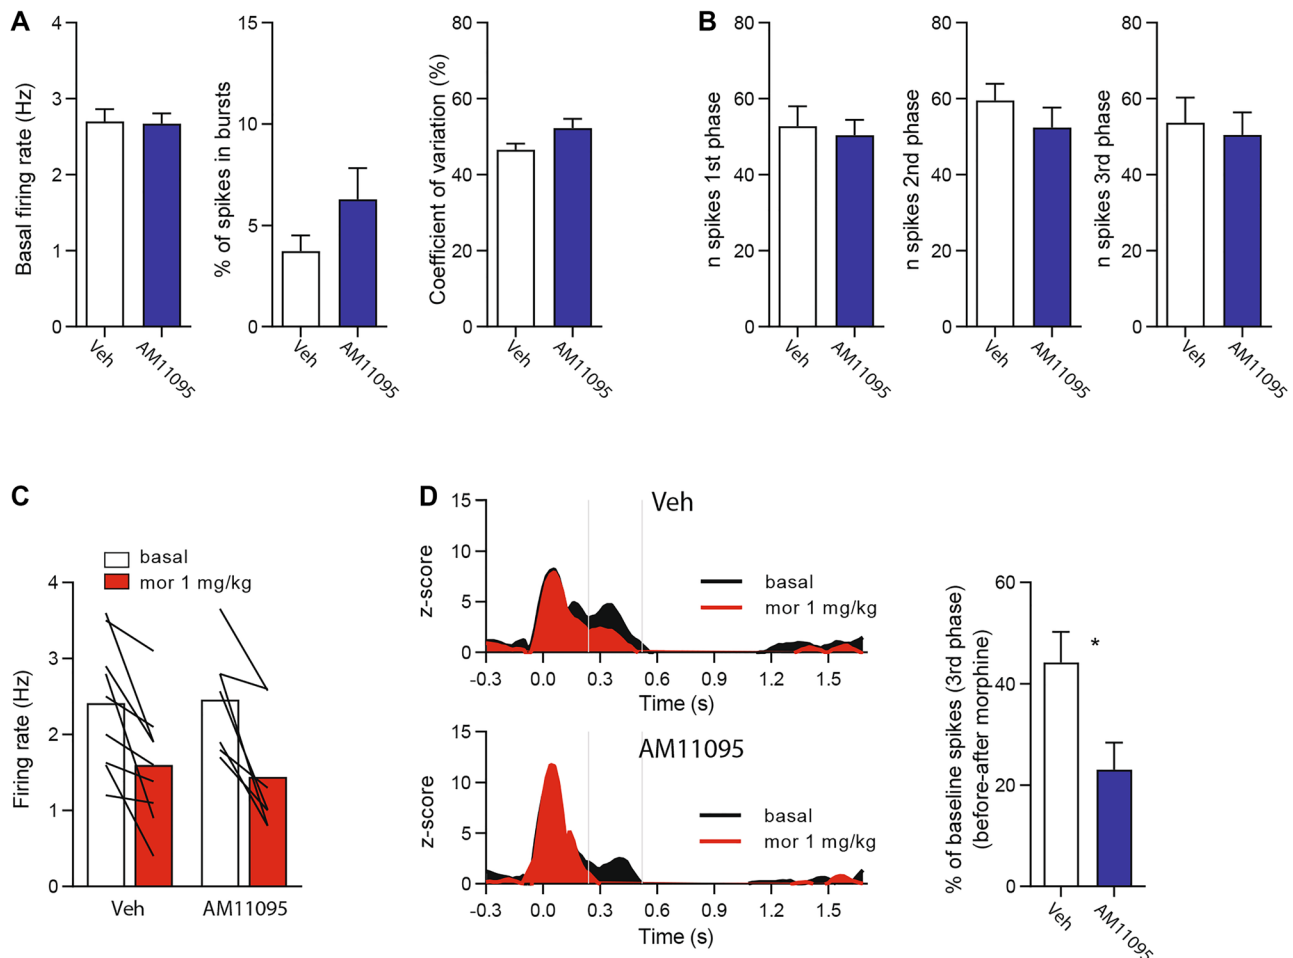 A
4
3
2
1
0
Basal firing rate (Hz)
Veh
AM11095
15
10
5
0
% of spikes in bursts
Veh
AM11095
80
60
40
20
0
Coefficient of variation (%)
Veh
AM11095
B
80
60
40
20
0
n spikes 1st phase
Veh
AM11095
80
60
40
20
0
n spikes 2nd phase
Veh
AM11095
80
60
40
20
0
n spikes 3rd phase
Veh
AM11095
C
basal
mor 1 mg/kg
4
3
2
1
0
Firing rate (Hz)
Veh
AM11095
D
Veh
15
10
5
0
z-score
basal
mor 1 mg/kg
-0.3 0.0 0.3 0.6 0.9 1.2 1.5
Time (s)
AM11095
15
10
5
0
z-score
basal
mor 1 mg/kg
-0.3 0.0 0.3 0.6 0.9 1.2 1.5
Time (s)
60
40
20
0
% of baseline spikes (3rd phase)
(before-after morphine)
*
Veh
AM11095